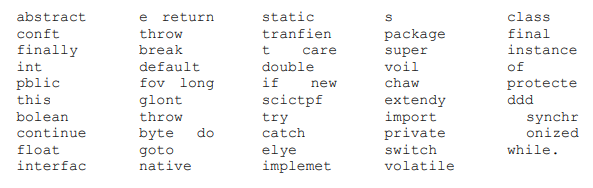 abstract e return static s class
conft throw tranfien package final
finally break t care super instance
int default double voil of
pblic fov long if new chaw protecte
this glont scictpf extendy ddd
bolean throw try import synchr
continue byte do catch private onized
float goto elye switch while.
interfac native implemet volatile